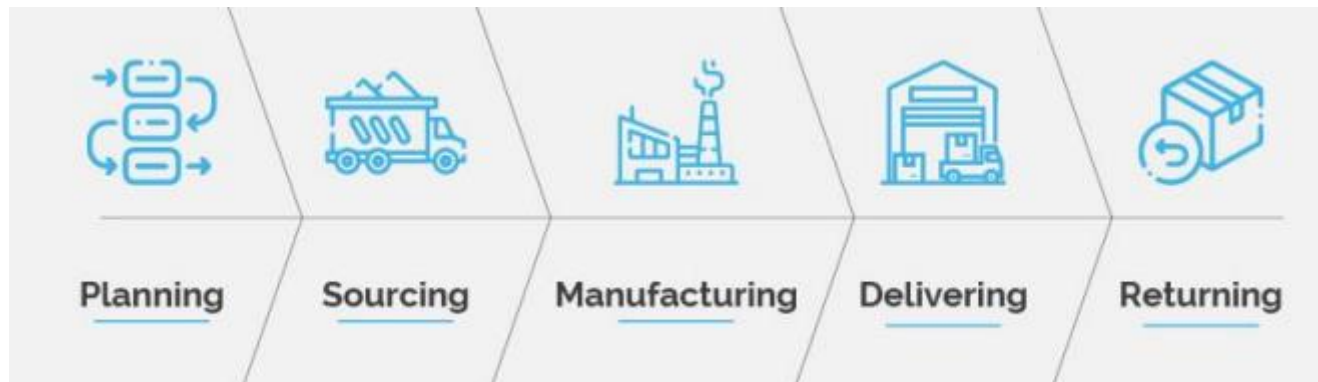 Planning
Sourcing
Manufacturing
Delivering
Returning